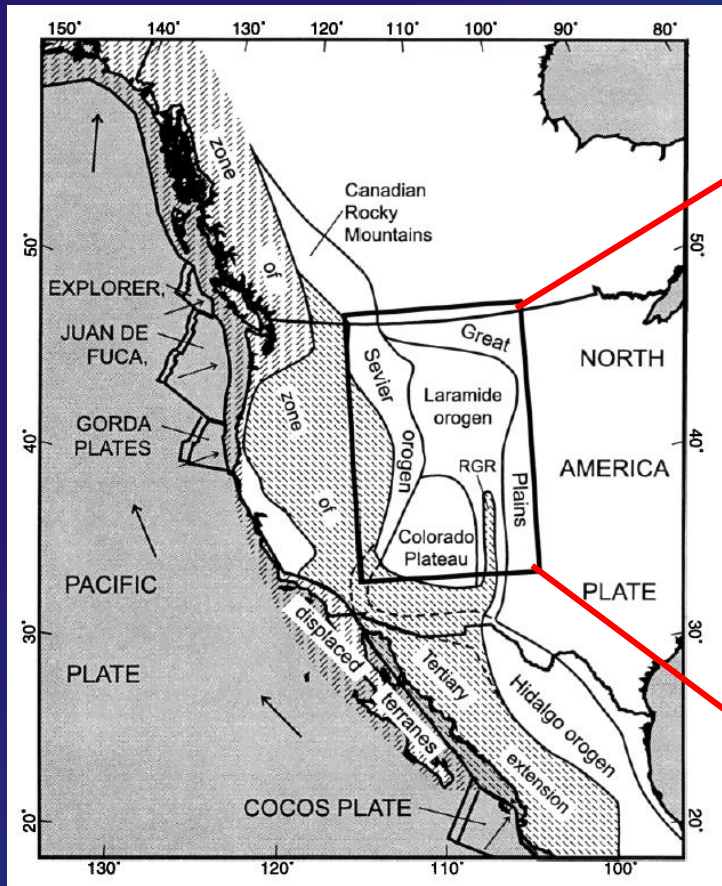 150° 140° 130° 120° 110° 100° 90° 80°
zone
of
Canadian
Rocky
Mountains
50°
50°
EXPLORER,
JUAN DE
FUCA,
GORDA
PLATES
Great
Plains
NORTH
AMERICA
PLATE
Sevier
orogen
Laramide
orogen
zone
of
RGR
Colorado
Plateau
40°
40°
PACIFIC
PLATE
30°
30°
displaced
terranes
Tertiary
extension
Hidalgo orogen
COCOS PLATE
20°
20°
130° 120° 110° 100°